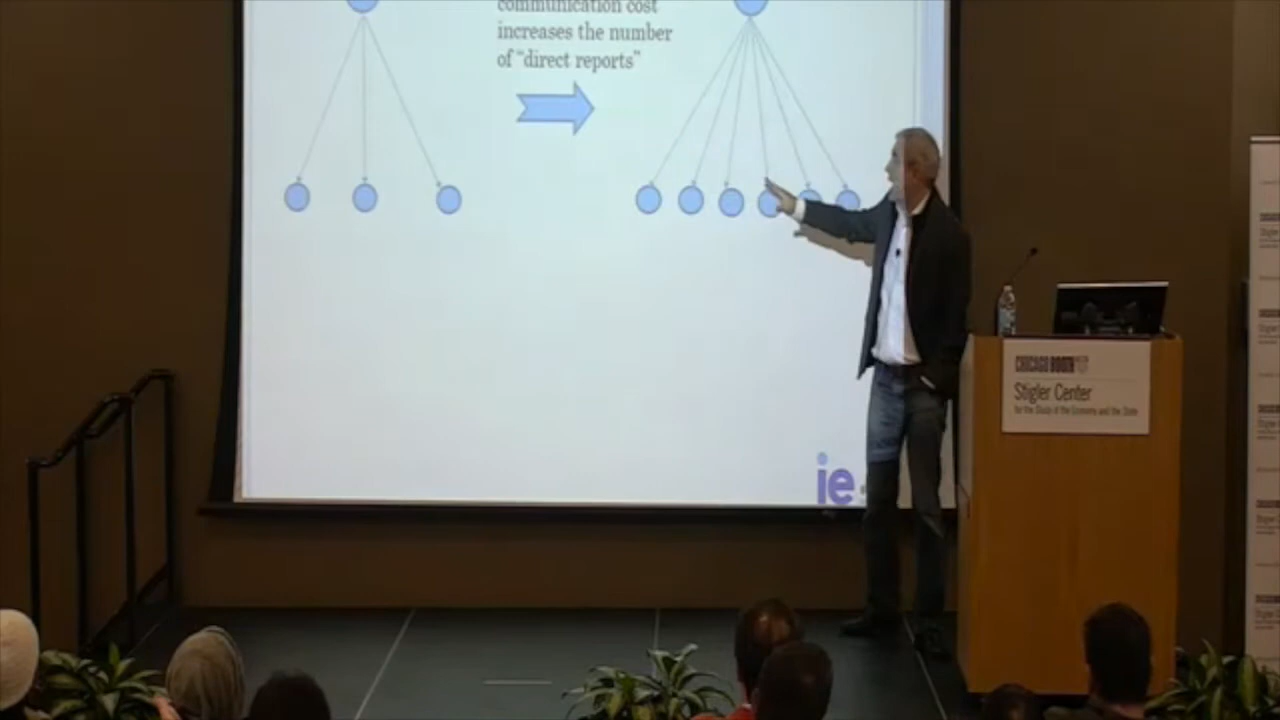 communication cost
increases the number
of “direct reports”
ie
CHICAGO BOOTH
Stigler Center
for the Study of the Economy and the State